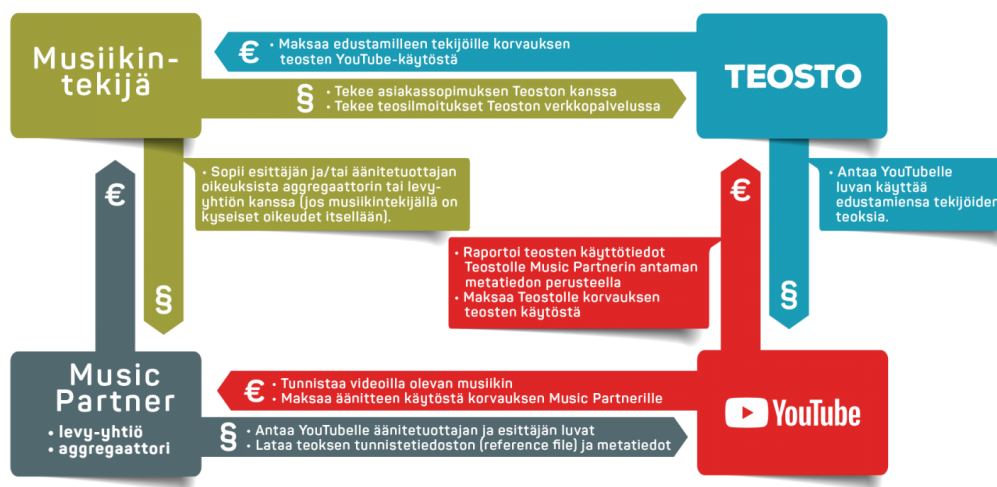 Musiikin-
tekijä
€
• Maksaa edustamilleen tekijöille korvauksen
teosten YouTube-käytöstä
TEOSTO
§
• Tekee asiakassopimuksen Teoston kanssa
• Tekee teosilmoitukset Teoston verkkopalvelussa
€
• Sopii esittäjän ja/tai äänitetuottajan
oikeuksista aggregaattorin tai levy-
yhtiön kanssa (jos musiikintekijällä on
kyseiset oikeudet itsellään).
§
€
• Raportoi teosten käyttötiedot
Teostolle Music Partnerin antaman
metatiedon perusteella
• Maksaa Teostolle korvauksen
teosten käytöstä
• Antaa YouTubelle
luvan käyttää
edustamiensa tekijöiden
teoksia.
§
Music
Partner
• levy-yhtiö
• aggregaattori
€
• Tunnistaa videoilla olevan musiikin
• Maksaa äänitteen käytöstä korvauksen Music Partnerille
§
• Antaa YouTubelle äänitetuottajan ja esittäjän luvat
• Lataa teoksen tunnistetiedoston (reference file) ja metatiedot
YouTube